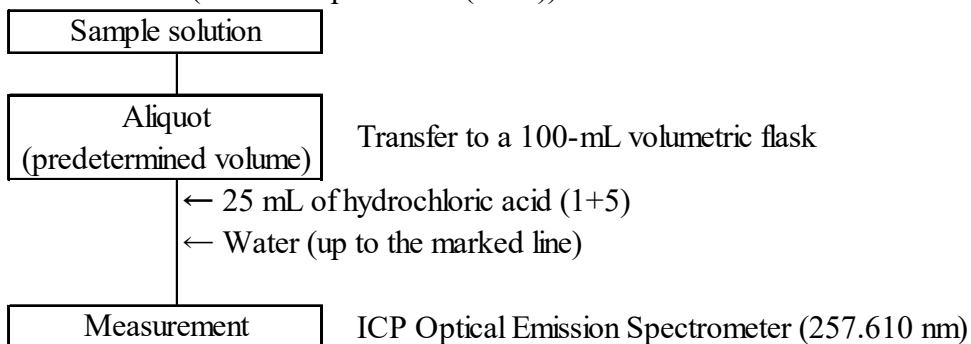 Sample solution
Aliquot
(predetermined volume)
Transfer to a 100-mL volumetric flask
← 25 mL of hydrochloric acid (1+5)
← Water (up to the marked line)
Measurement
ICP Optical Emission Spectrometer (257.610 nm)